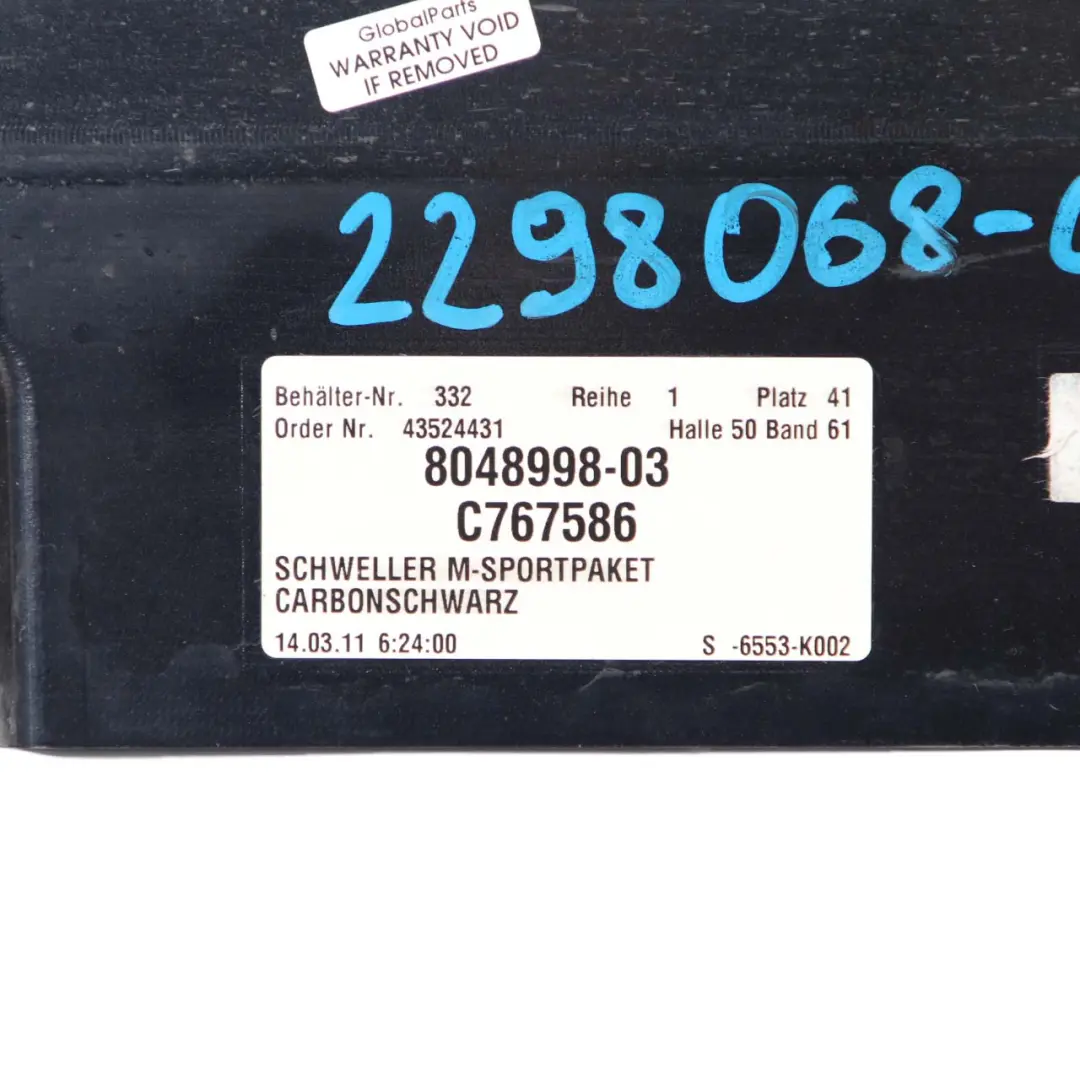 GlobalParts
WARRANTY VOID
IF REMOVED
2298068-
Behälter-Nr. 332 Reihe 1 Platz 41
Order Nr. 43524431 Halle 50 Band 61
8048998-03
C767586
SCHWELLER M-SPORTPAKET
CARBONSCHWARZ
14.03.11 6:24:00 S -6553-K002